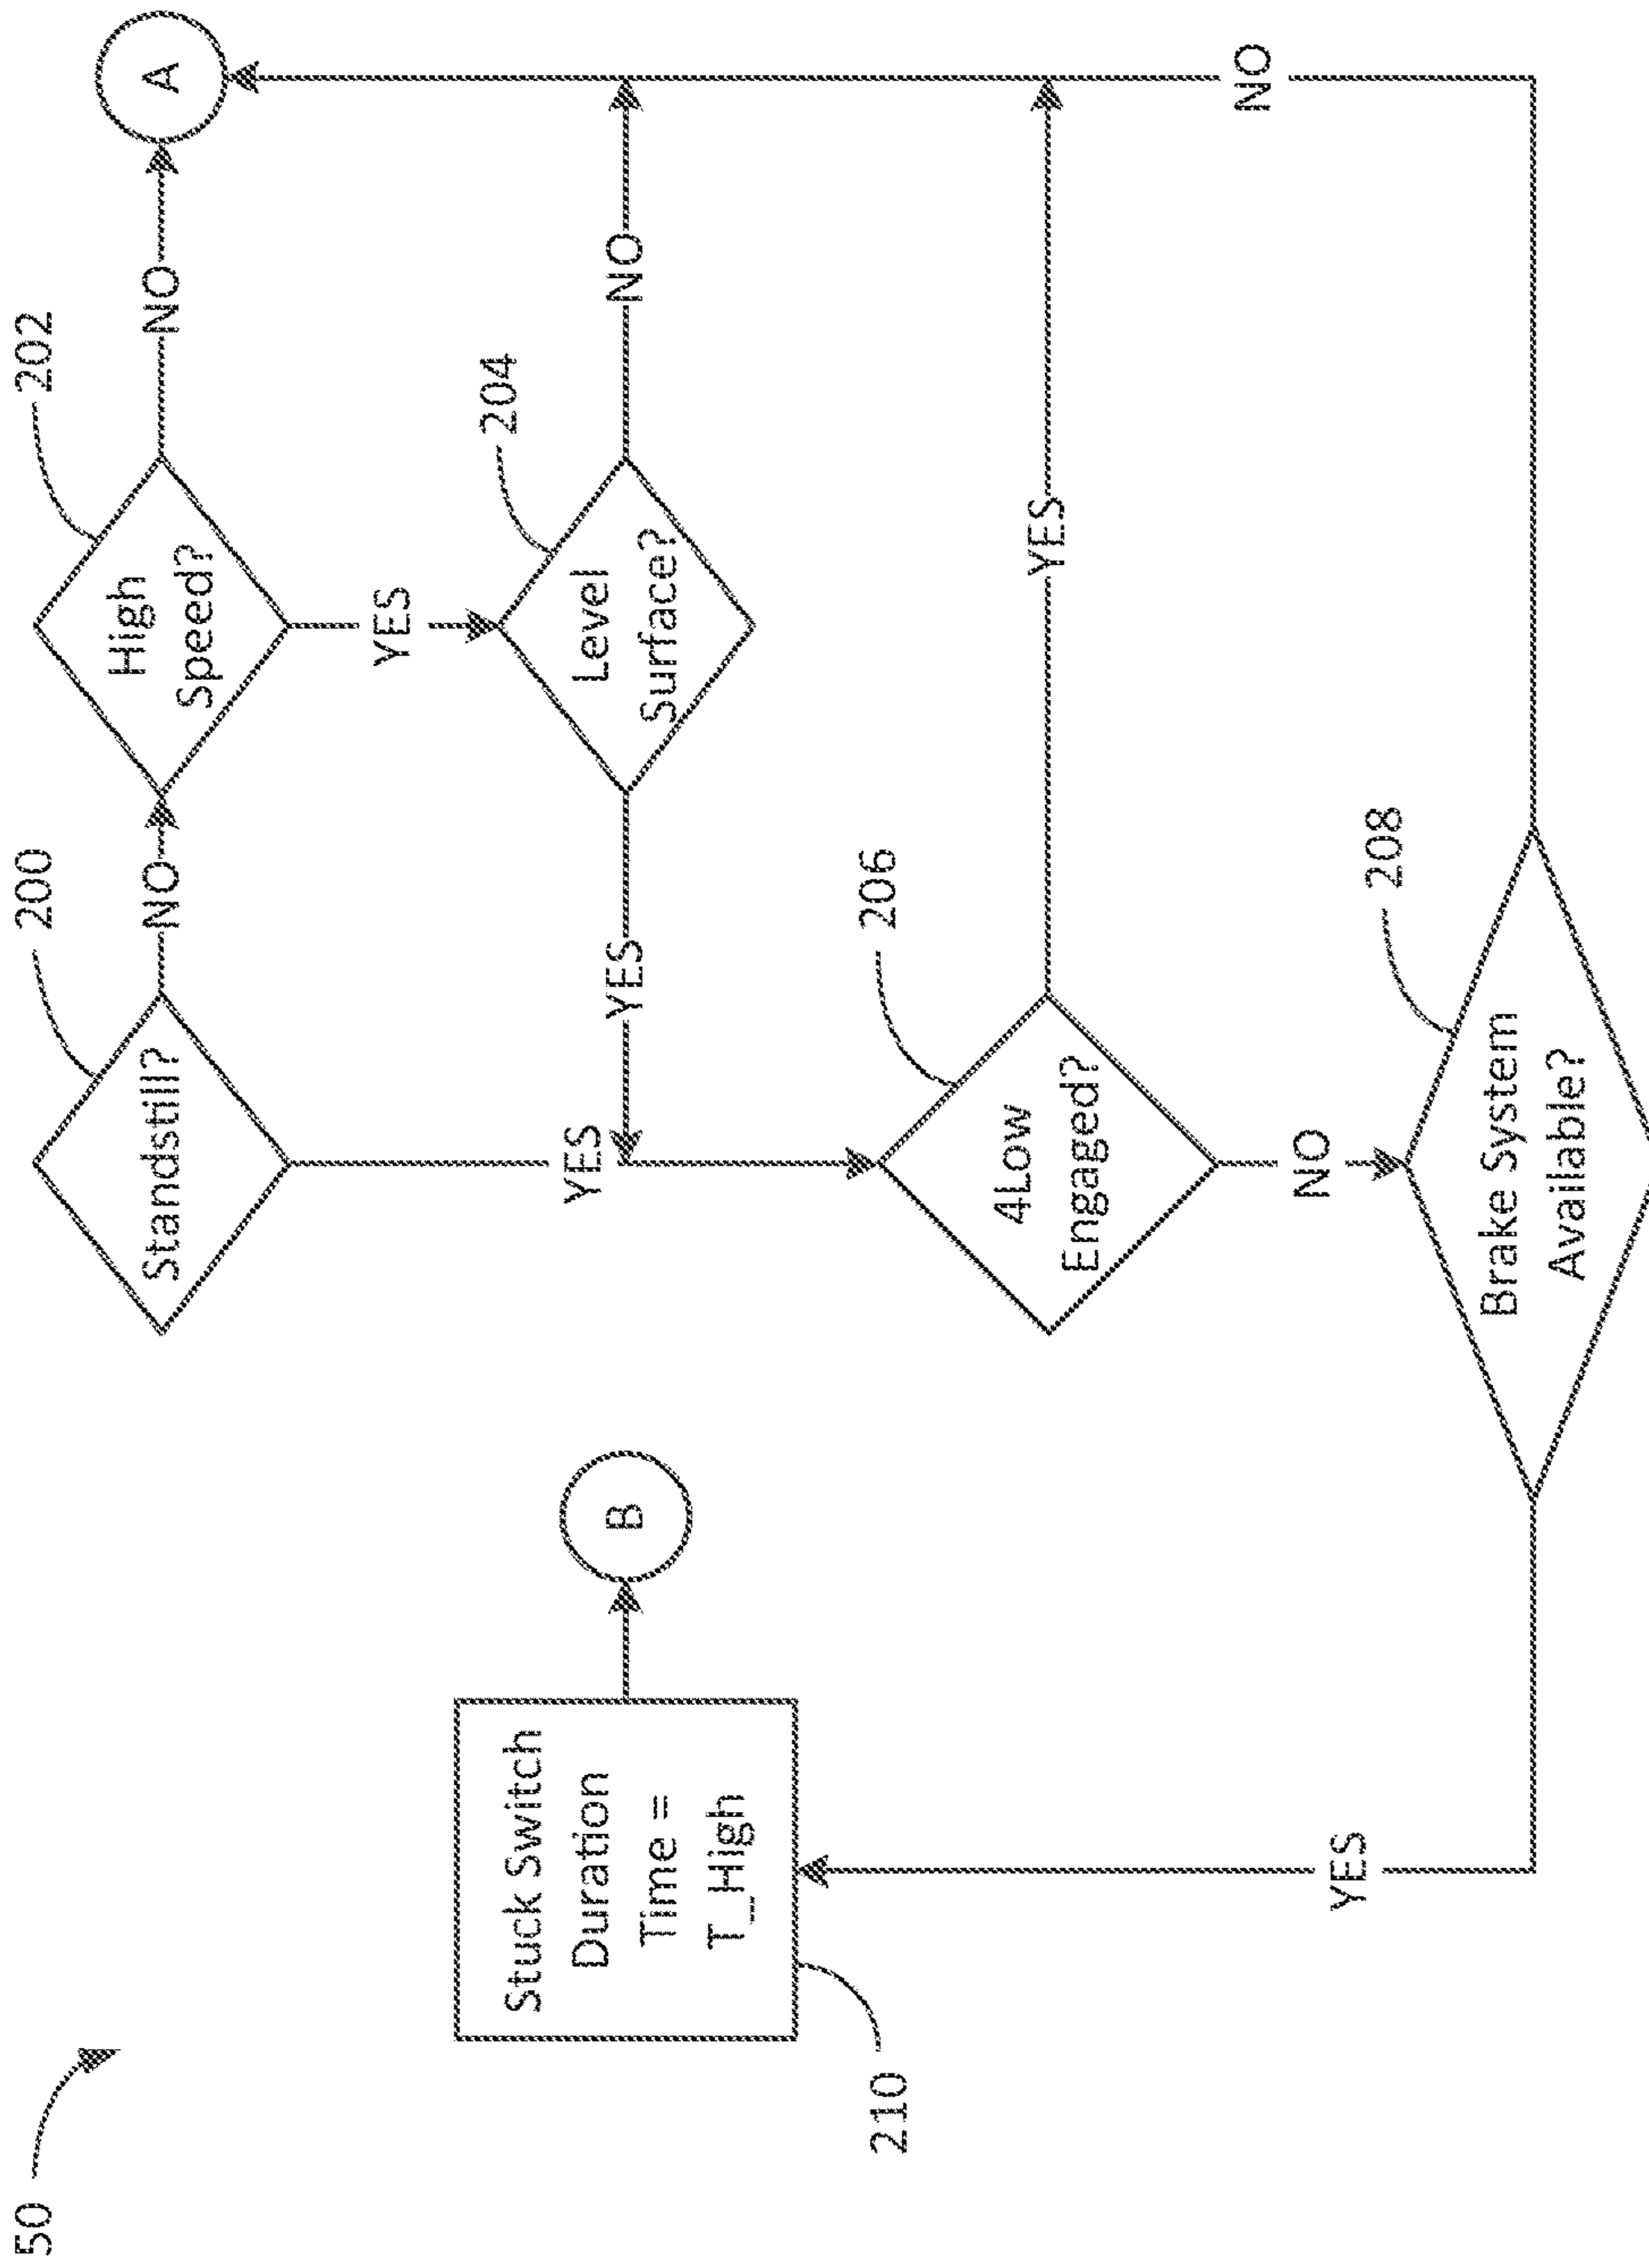 50
200
Standstill?
NO
202
High
Speed?
NO
A
YES
204
Level
Surface?
NO
YES
YES
206
4Low
Engaged?
YES
NO
208
Brake System
Available?
NO
YES
210
Stuck Switch
Duration
Time =
T_High
B